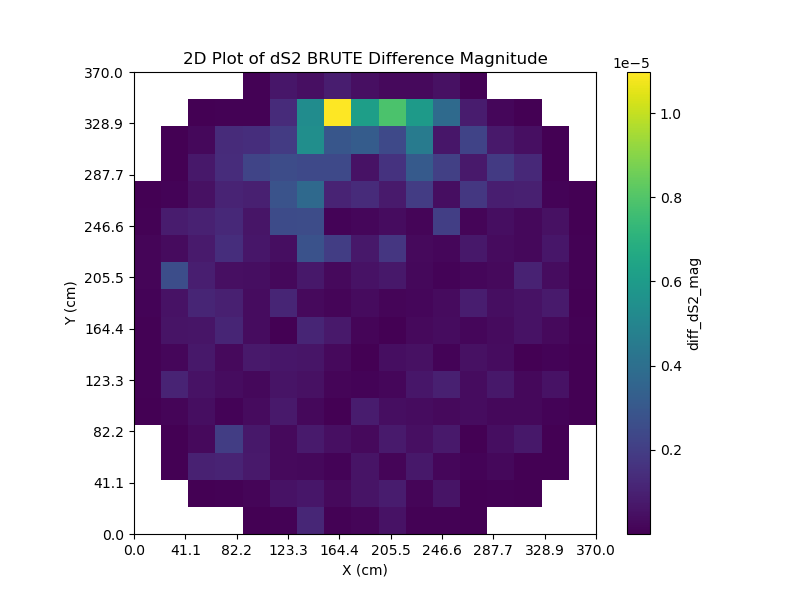 2D Plot of dS2 BRUTE Difference Magnitude
1e−5
370.0
328.9
287.7
246.6
205.5
164.4
123.3
82.2
41.1
0.0
Y (cm)
0.0 41.1 82.2 123.3 164.4 205.5 246.6 287.7 328.9 370.0
X (cm)
1.0
0.8
0.6
0.4
0.2
diff_dS2_mag